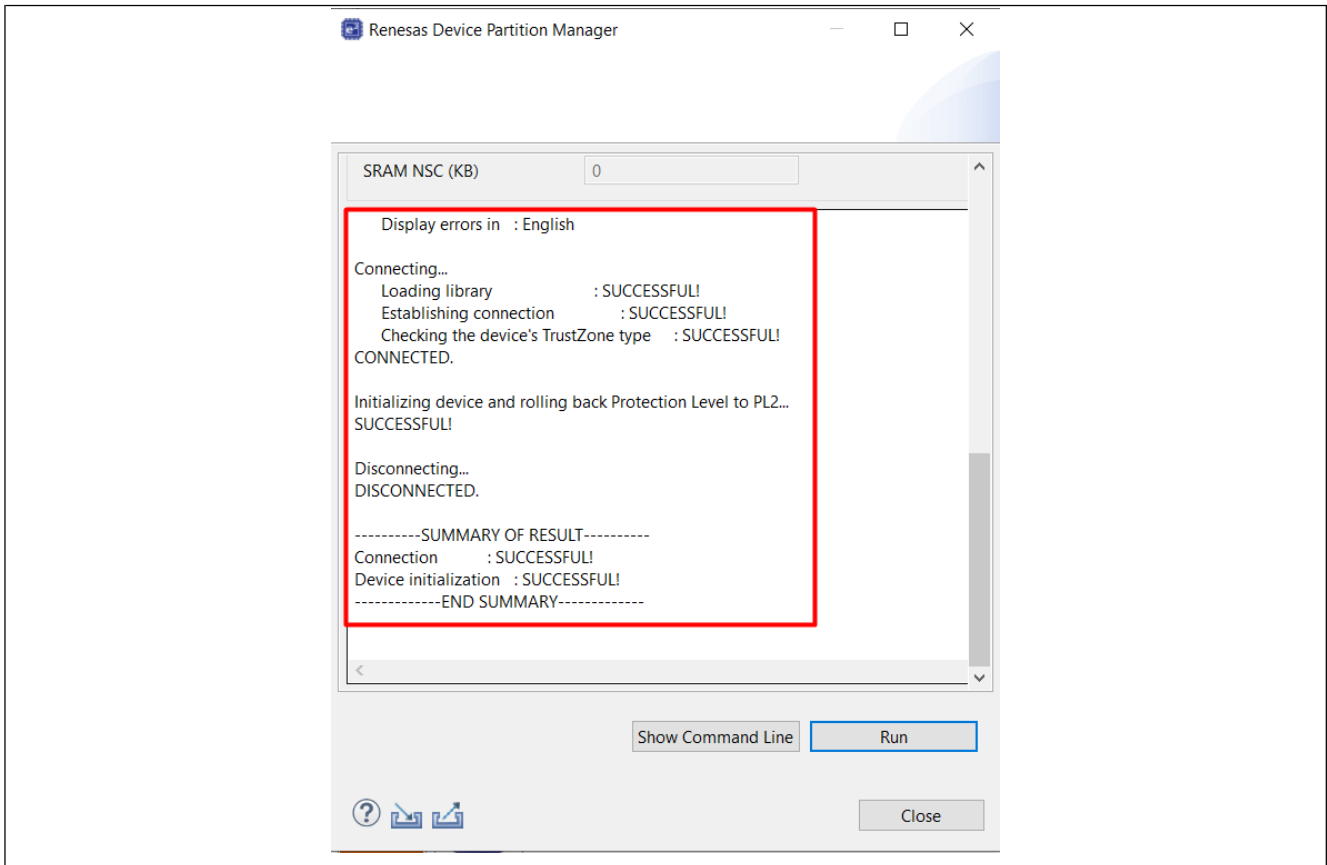 Renesas Device Partition Manager
SRAM NSC (KB) 0
Display errors in : English
Connecting...
Loading library : SUCCESSFUL!
Establishing connection : SUCCESSFUL!
Checking the device's TrustZone type : SUCCESSFUL!
CONNECTED.
Initializing device and rolling back Protection Level to PL2...
SUCCESSFUL!
Disconnecting...
DISCONNECTED.
----------SUMMARY OF RESULT----------
Connection : SUCCESSFUL!
Device initialization : SUCCESSFUL!
-------------END SUMMARY-------------
Show Command Line Run
Close